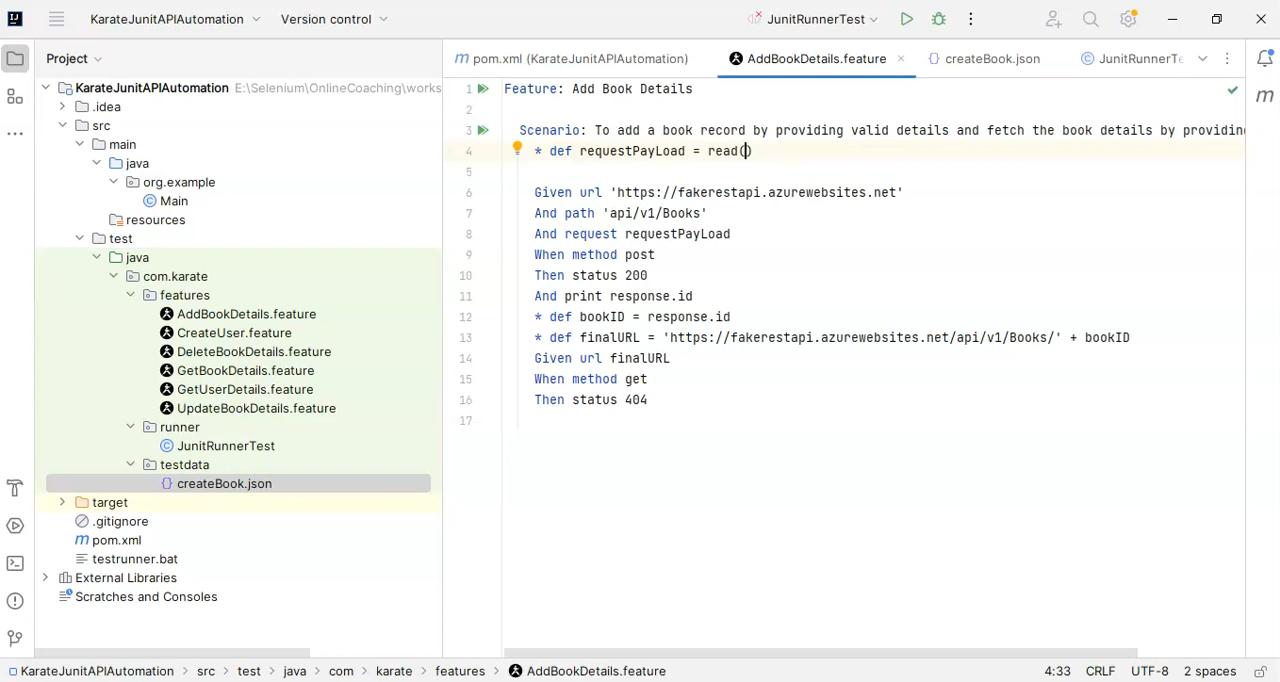 KarateJunitAPIAutomation
Version control
JunitRunnerTest
Project
pom.xml (KarateJunitAPIAutomation)
AddBookDetails.feature
createBook.json
JunitRunnerTe
KarateJunitAPIAutomation E:\Selenium\OnlineCoaching\works
.idea
src
main
java
org.example
Main
resources
test
java
com.karate
features
AddBookDetails.feature
CreateUser.feature
DeleteBookDetails.feature
GetBookDetails.feature
GetUserDetails.feature
UpdateBookDetails.feature
runner
JunitRunnerTest
testdata
createBook.json
target
.gitignore
pom.xml
testrunner.bat
External Libraries
Scratches and Consoles
1 Feature: Add Book Details
2
3 Scenario: To add a book record by providing valid details and fetch the book details by providin
4 * def requestPayLoad = read()
5
6 Given url 'https://fakerestapi.azurewebsites.net'
7 And path 'api/v1/Books'
8 And request requestPayLoad
9 When method post
10 Then status 200
11 And print response.id
12 * def bookID = response.id
13 * def finalURL = 'https://fakerestapi.azurewebsites.net/api/v1/Books/' + bookID
14 Given url finalURL
15 When method get
16 Then status 404
17
KarateJunitAPIAutomation > src > test > java > com > karate > features > AddBookDetails.feature
4:33 CRLF UTF-8 2 spaces